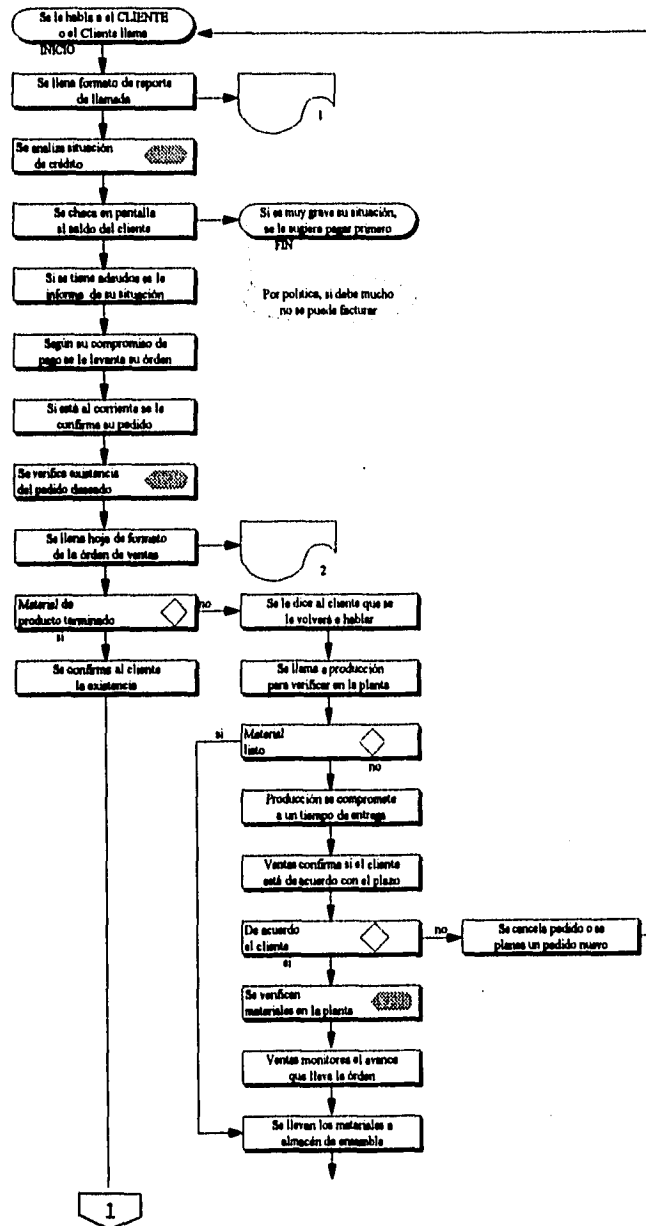 Se le habla a el CLIENTE
o el Cliente llama
INICIO
Se llena formato de reporte
de llamada
1
Se analiza situación
de crédito
Se checa en pantalla
el saldo del cliente
Si es muy grave su situación,
se le sugiere pagar primero
FIN
Si se tiene adeudos se le
informa de su situación
Por política, si debe mucho
no se puede facturar
Según su compromiso de
pago se le levanta su órden
Si está al corriente se le
confirma su pedido
Se verifica existencia
del pedido deseado
Se llena hoja de formato
de la órden de ventas
2
Material de
producto terminado
no
si
Se le dice al cliente que se
le volverá a hablar
Se confirma al cliente
la existencia
Se llama a producción
para verificar en la planta
si
Material
listo
no
Producción se compromete
a un tiempo de entrega
Ventas confirma si el cliente
está de acuerdo con el plazo
De acuerdo
el cliente
no
si
Se cancela pedido o se
planea un pedido nuevo
Se verifican
materiales en la planta
Ventas monitorea el avance
que lleva la órden
Se llevan los materiales a
almacén de ensamble
1